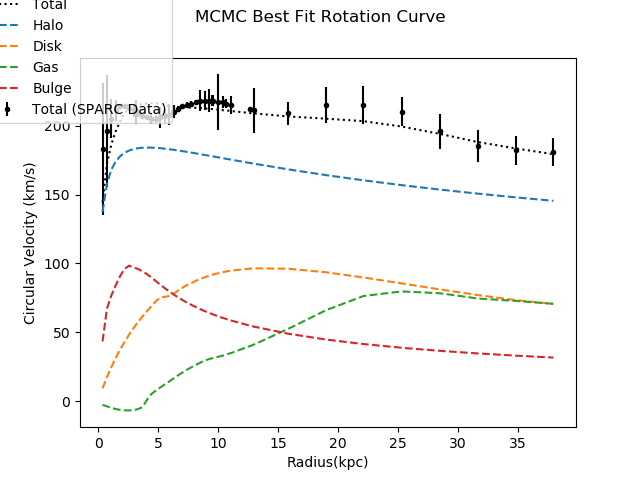 MCMC Best Fit Rotation Curve
Total
Halo
Disk
Gas
Bulge
Total (SPARC Data)
200
150
100
50
0
Circular Velocity (km/s)
0 5 10 15 20 25 30 35
Radius(kpc)